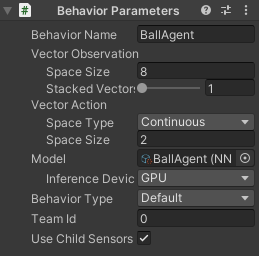 Behavior Parameters
Behavior Name BallAgent
Vector Observation
Space Size 8
Stacked Vectors 1
Vector Action
Space Type Continuous
Space Size 2
Model BallAgent (NN
Inference Devic GPU
Behavior Type Default
Team Id 0
Use Child Sensors